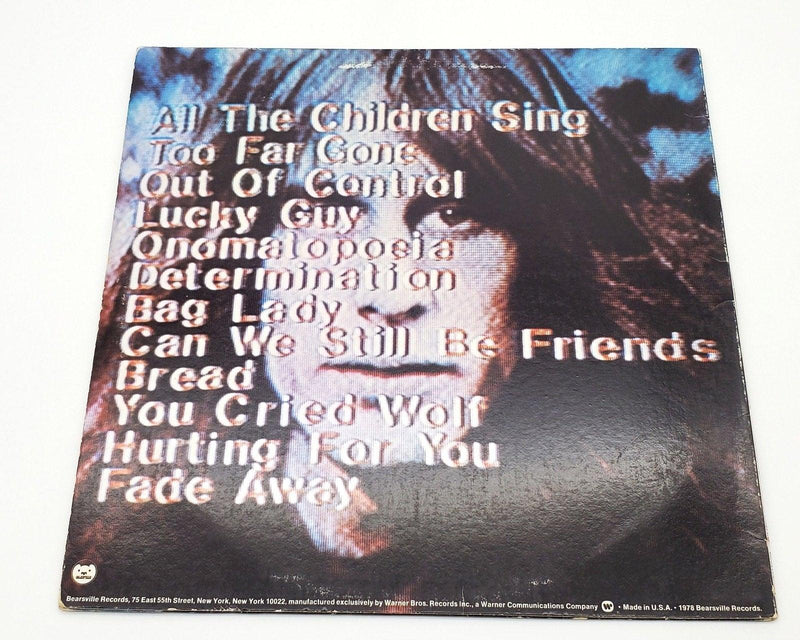 All The Children Sing
Too Far Gone
Out Of Control
Lucky Guy
Onomatopoeia
Determination
Bag Lady
Can We Still Be Friends
Bread
You Cried Wolf
Hurting For You
Fade Away
Bearsville Records, 75 East 55th Street, New York, New York 10022, manufactured exclusively by Warner Bros. Records Inc., a Warner Communications Company W • Made in U.S.A. • 1978 Bearsville Records.